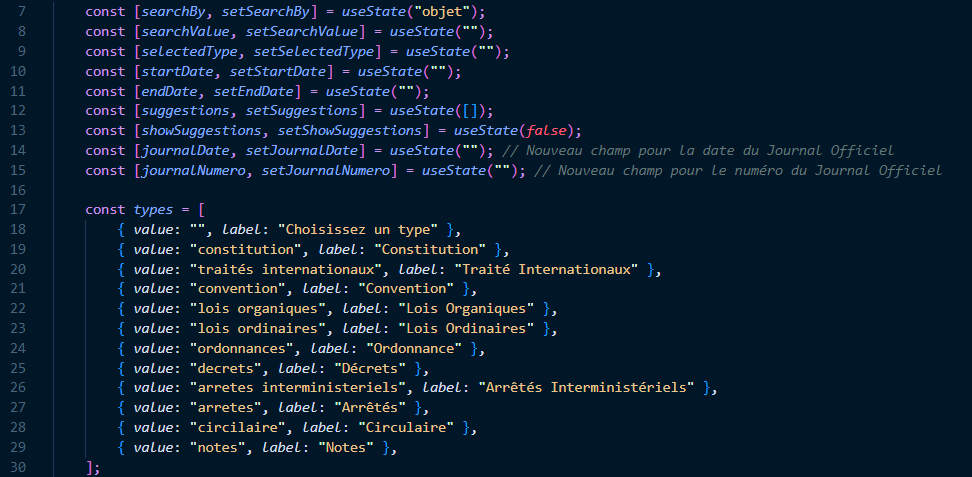 7 const [searchBy, setSearchBy] = useState("objet");
8 const [searchValue, setSearchValue] = useState("");
9 const [selectedType, setSelectedType] = useState("");
10 const [startDate, setStartDate] = useState("");
11 const [endDate, setEndDate] = useState("");
12 const [suggestions, setSuggestions] = useState([]);
13 const [showSuggestions, setShowSuggestions] = useState(false);
14 const [journalDate, setJournalDate] = useState(""); // Nouveau champ pour la date du Journal Officiel
15 const [journalNumero, setJournalNumero] = useState(""); // Nouveau champ pour le numéro du Journal Officiel
16
17 const types = [
18 { value: "", label: "Choisissez un type" },
19 { value: "constitution", label: "Constitution" },
20 { value: "traités internationaux", label: "Traité Internationaux" },
21 { value: "convention", label: "Convention" },
22 { value: "lois organiques", label: "Lois Organiques" },
23 { value: "lois ordinaires", label: "Lois Ordinaires" },
24 { value: "ordonnances", label: "Ordonnance" },
25 { value: "decrets", label: "Décrets" },
26 { value: "arretes interministeriels", label: "Arrêtés Interministériels" },
27 { value: "arretes", label: "Arrêtés" },
28 { value: "circilaire", label: "Circulaire" },
29 { value: "notes", label: "Notes" },
30 ];